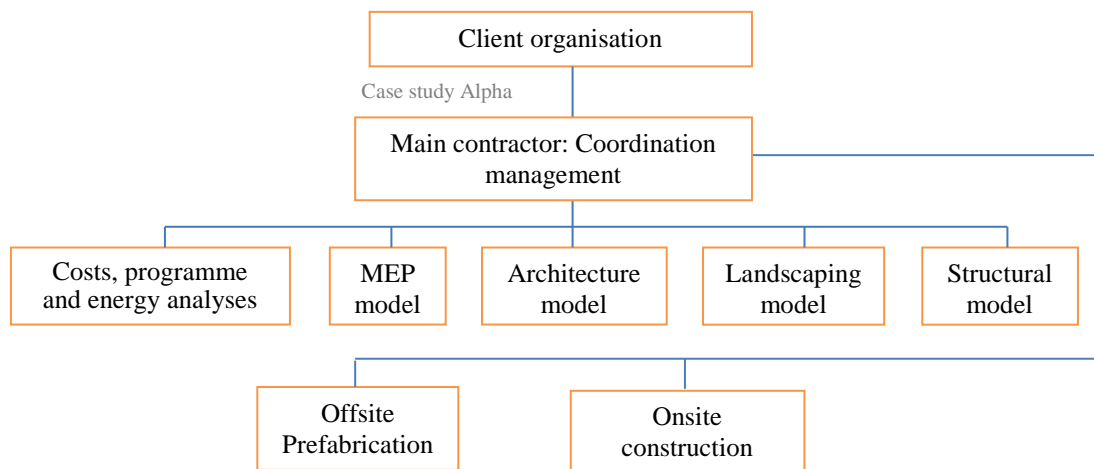 Client organisation
Case study Alpha
Main contractor: Coordination
management
Costs, programme
and energy analyses
MEP
model
Architecture
model
Landscaping
model
Structural
model
Offsite
Prefabrication
Onsite
construction